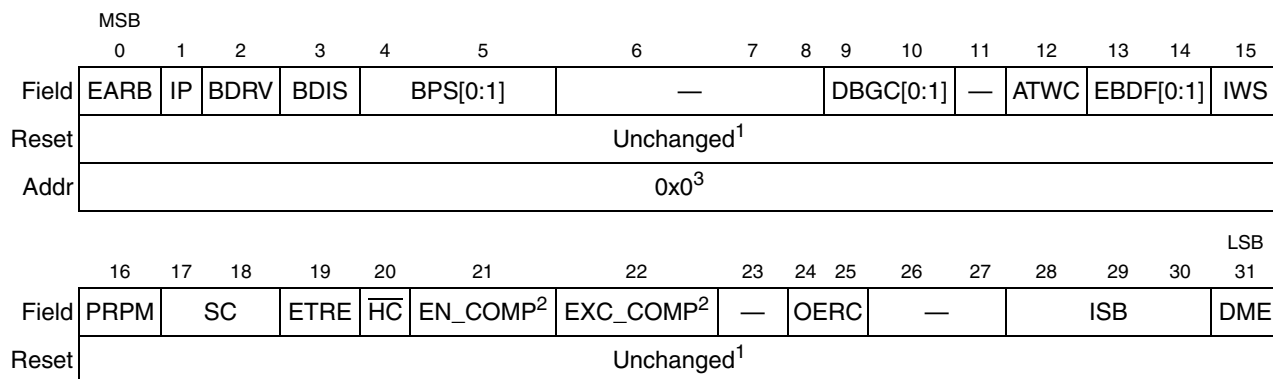 MSB
0 1 2 3 4 5 6 7 8 9 10 11 12 13 14 15
Field EARB IP BDRV BDIS BPS[0:1] — DBGC[0:1] — ATWC EBDF[0:1] IWS
Reset Unchanged1
Addr 0x03
LSB
16 17 18 19 20 21 22 23 24 25 26 27 28 29 30 31
Field PRPM SC ETRE HC EN_COMP2 EXC_COMP2 — OERC — ISB DME
Reset Unchanged1